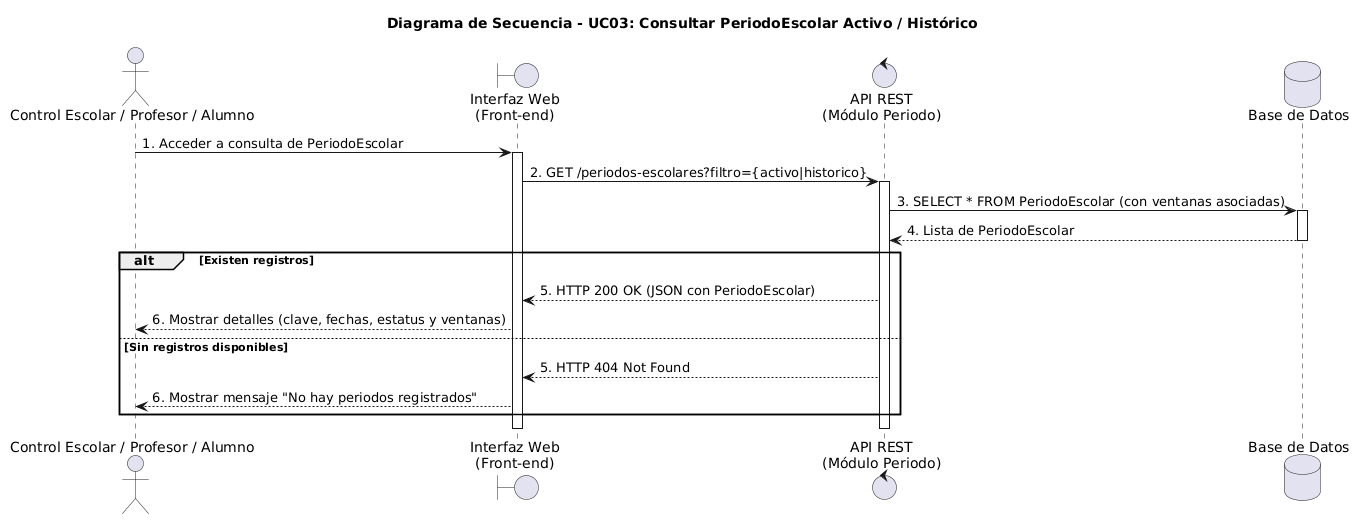 Diagrama de Secuencia - UC03: Consultar PeriodoEscolar Activo / Histórico
Control Escolar / Profesor / Alumno
Interfaz Web
(Front-end)
API REST
(Módulo Periodo)
Base de Datos
1. Acceder a consulta de PeriodoEscolar
2. GET /periodos-escolares?filtro={activo|historico}
3. SELECT * FROM PeriodoEscolar (con ventanas asociadas)
4. Lista de PeriodoEscolar
alt [Existen registros]
5. HTTP 200 OK (JSON con PeriodoEscolar)
6. Mostrar detalles (clave, fechas, estatus y ventanas)
[Sin registros disponibles]
5. HTTP 404 Not Found
6. Mostrar mensaje "No hay periodos registrados"
Control Escolar / Profesor / Alumno
Interfaz Web
(Front-end)
API REST
(Módulo Periodo)
Base de Datos